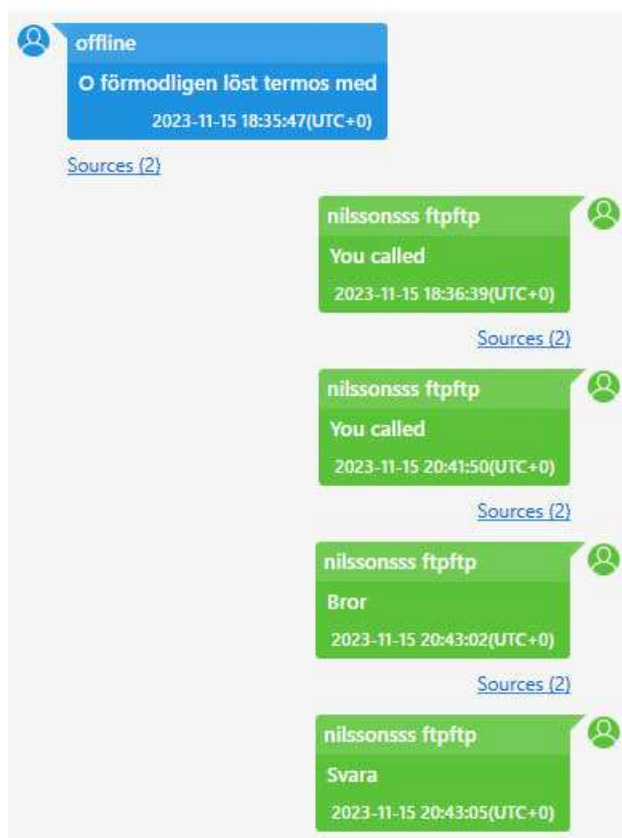 offline
O förmodligen löst termos med
2023-11-15 18:35:47(UTC+0)
Sources (2)
nilssonsss ftpftp
You called
2023-11-15 18:36:39(UTC+0)
Sources (2)
nilssonsss ftpftp
You called
2023-11-15 20:41:50(UTC+0)
Sources (2)
nilssonsss ftpftp
Bror
2023-11-15 20:43:02(UTC+0)
Sources (2)
nilssonsss ftpftp
Svara
2023-11-15 20:43:05(UTC+0)